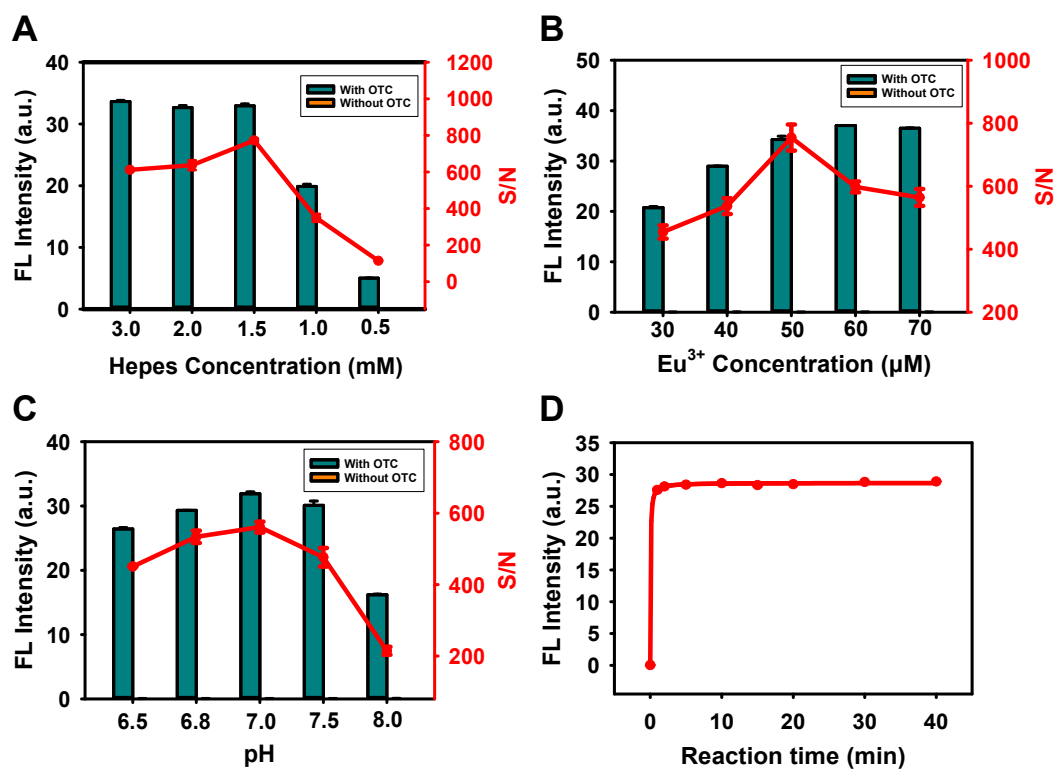 A
FL Intensity (a.u.)
40
30
20
10
0
With OTC
Without OTC
1200
1000
800
600
400
200
0
S/N
3.0 2.0 1.5 1.0 0.5
Hepes Concentration (mM)
B
FL Intensity (a.u.)
50
40
30
20
10
0
With OTC
Without OTC
1000
800
600
400
200
S/N
30 40 50 60 70
Eu³⁺ Concentration (μM)
C
FL Intensity (a.u.)
40
30
20
10
0
With OTC
Without OTC
800
600
400
200
S/N
6.5 6.8 7.0 7.5 8.0
pH
D
FL Intensity (a.u.)
35
30
25
20
15
10
5
0
0 10 20 30 40
Reaction time (min)